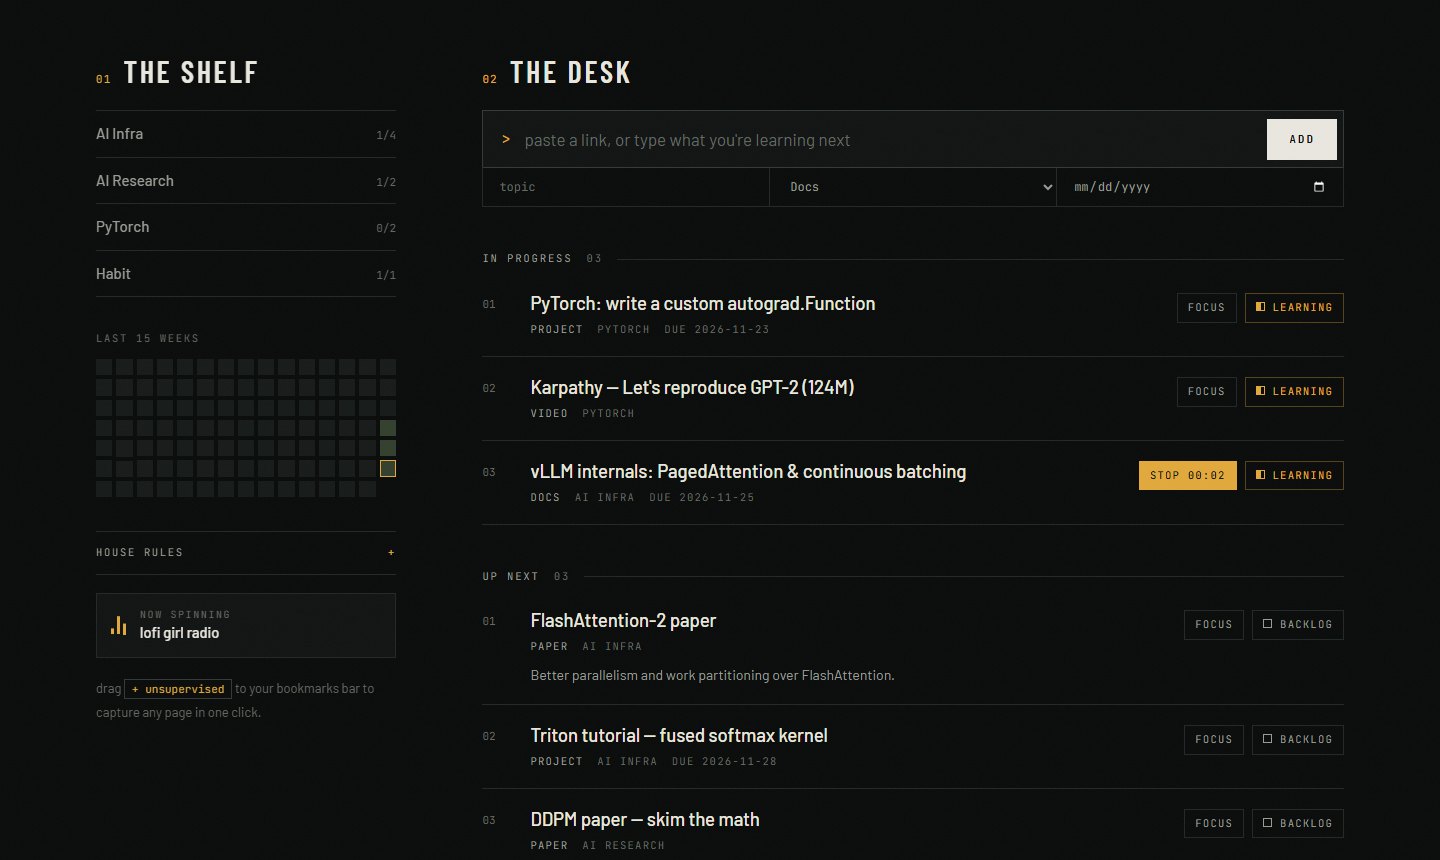 01 THE SHELF
AI Infra 1/4
AI Research 1/2
PyTorch 0/2
Habit 1/1
LAST 15 WEEKS
HOUSE RULES +
NOW SPINNING
lofi girl radio
drag + unsupervised to your bookmarks bar to
capture any page in one click.
02 THE DESK
> paste a link, or type what you're learning next ADD
topic Docs mm/dd/yyyy
IN PROGRESS 03
01 PyTorch: write a custom autograd.Function FOCUS LEARNING
PROJECT PYTORCH DUE 2026-11-23
02 Karpathy — Let's reproduce GPT-2 (124M) FOCUS LEARNING
VIDEO PYTORCH
03 vLLM internals: PagedAttention & continuous batching STOP 00:02 LEARNING
DOCS AI INFRA DUE 2026-11-25
UP NEXT 03
01 FlashAttention-2 paper FOCUS BACKLOG
PAPER AI INFRA
Better parallelism and work partitioning over FlashAttention.
02 Triton tutorial — fused softmax kernel FOCUS BACKLOG
PROJECT AI INFRA DUE 2026-11-28
03 DDPM paper — skim the math FOCUS BACKLOG
PAPER AI RESEARCH